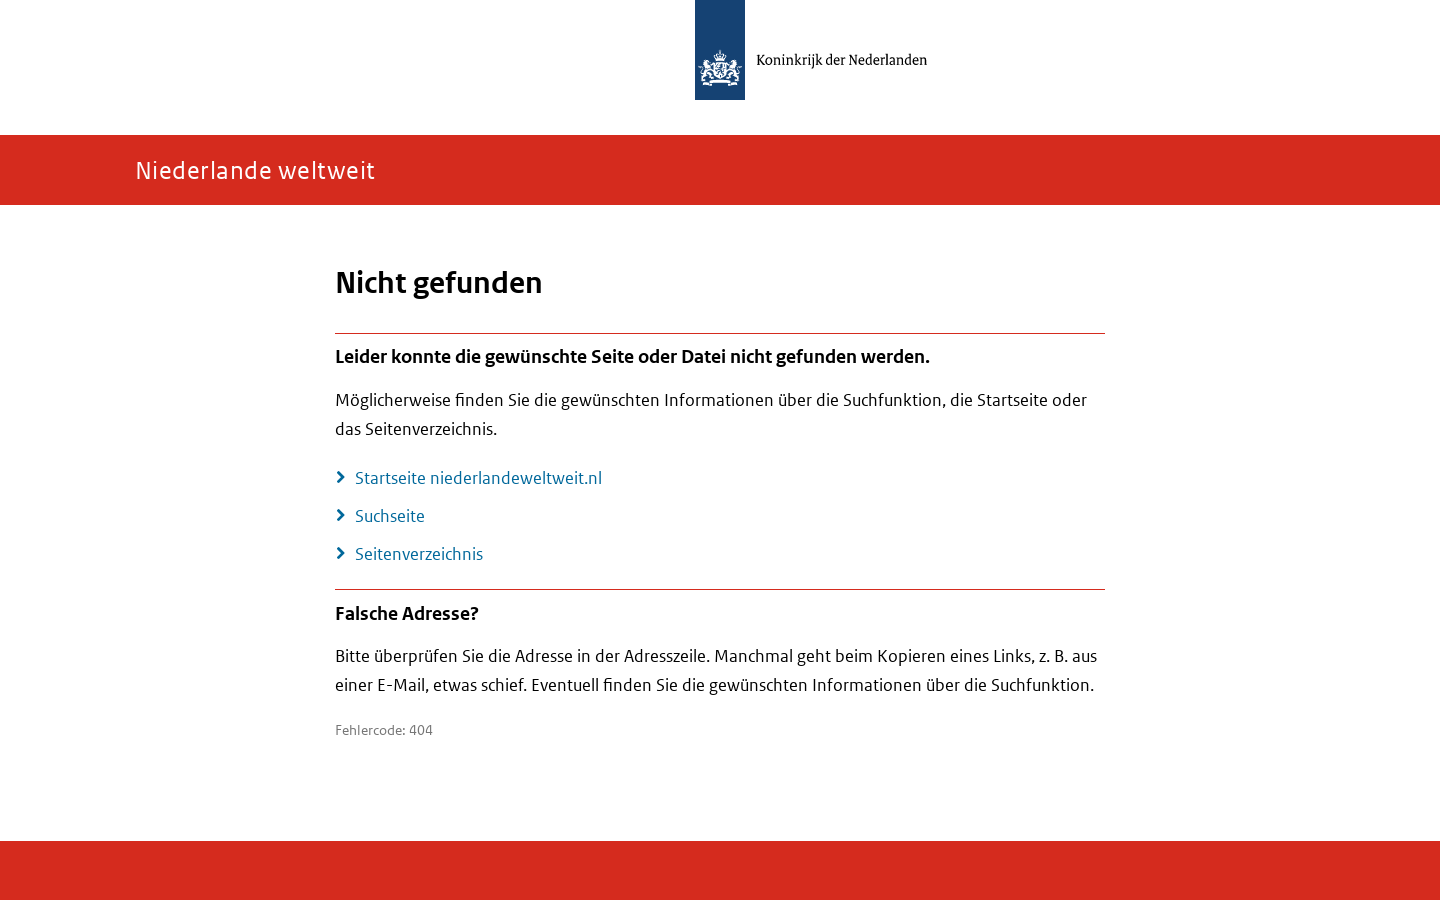 Koninkrijk der Nederlanden
Niederlande weltweit
Nicht gefunden
Leider konnte die gewünschte Seite oder Datei nicht gefunden werden.
Möglicherweise finden Sie die gewünschten Informationen über die Suchfunktion, die Startseite oder
das Seitenverzeichnis.
Startseite niederlandeweltweit.nl
Suchseite
Seitenverzeichnis
Falsche Adresse?
Bitte überprüfen Sie die Adresse in der Adresszeile. Manchmal geht beim Kopieren eines Links, z. B. aus
einer E-Mail, etwas schief. Eventuell finden Sie die gewünschten Informationen über die Suchfunktion.
Fehlercode: 404